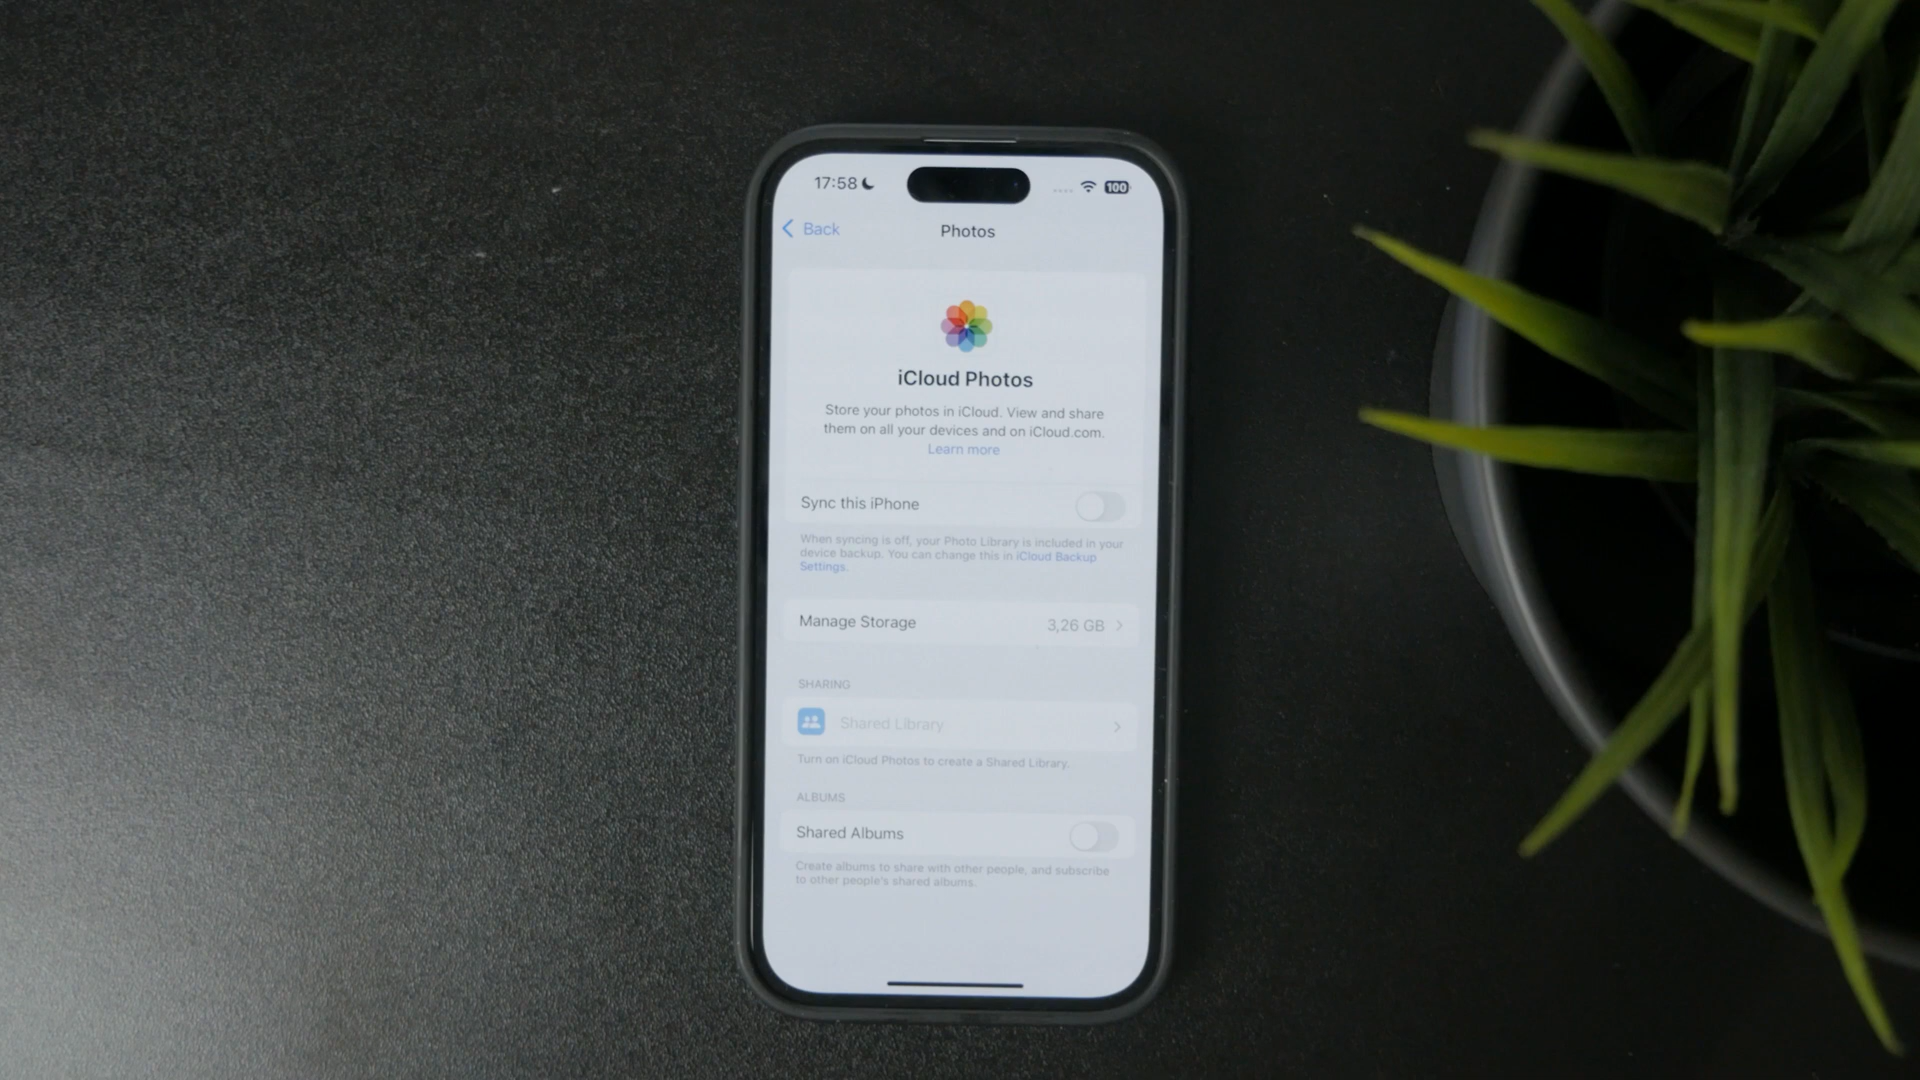 17:58
100
Back
Photos
iCloud Photos
Store your photos in iCloud. View and share
them on all your devices and on iCloud.com.
Learn more
Sync this iPhone
When syncing is off, your Photo Library is included in your
device backup. You can change this in iCloud Backup
Settings.
Manage Storage 3,26 GB
SHARING
Shared Library
Turn on iCloud Photos to create a Shared Library.
ALBUMS
Shared Albums
Create albums to share with other people, and subscribe
to other people's shared albums.